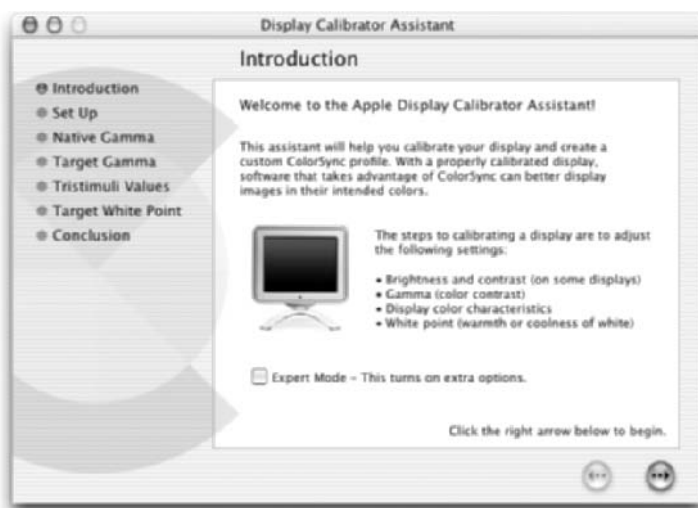 Display Calibrator Assistant
Introduction
Introduction
Set Up
Native Gamma
Target Gamma
Tristimuli Values
Target White Point
Conclusion
Welcome to the Apple Display Calibrator Assistant!
This assistant will help you calibrate your display and create a
custom ColorSync profile. With a properly calibrated display,
software that takes advantage of ColorSync can better display
images in their intended colors.
The steps to calibrating a display are to adjust
the following settings:
• Brightness and contrast (on some displays)
• Gamma (color contrast)
• Display color characteristics
• White point (warmth or coolness of white)
Expert Mode – This turns on extra options.
Click the right arrow below to begin.